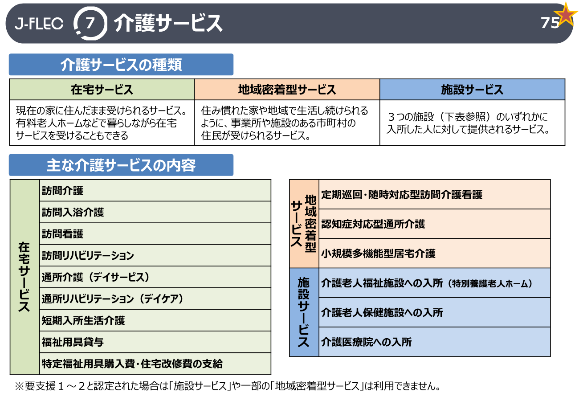 J-FLEC 7 介護サービス 75
介護サービスの種類
在宅サービス 地域密着型サービス 施設サービス
現在の家に住んだまま受けられるサービス。
有料老人ホームなどで暮らしながら在宅
サービスを受けることもできる
住み慣れた家や地域で生活し続けられる
ように、事業所や施設のある市町村の
住民が受けられるサービス。
3つの施設（下表参照）のいずれかに
入所した人に対して提供されるサービス。
主な介護サービスの内容
在宅サービス
訪問介護
訪問入浴介護
訪問看護
訪問リハビリテーション
通所介護（デイサービス）
通所リハビリテーション（デイケア）
短期入所生活介護
福祉用具貸与
特定福祉用具購入費・住宅改修費の支給
地域密着型
サービス
定期巡回・随時対応型訪問介護看護
認知症対応型通所介護
小規模多機能型居宅介護
施設サービス
介護老人福祉施設への入所（特別養護老人ホーム）
介護老人保健施設への入所
介護医療院への入所
※要支援1～2と認定された場合は「施設サービス」や一部の「地域密着型サービス」は利用できません。